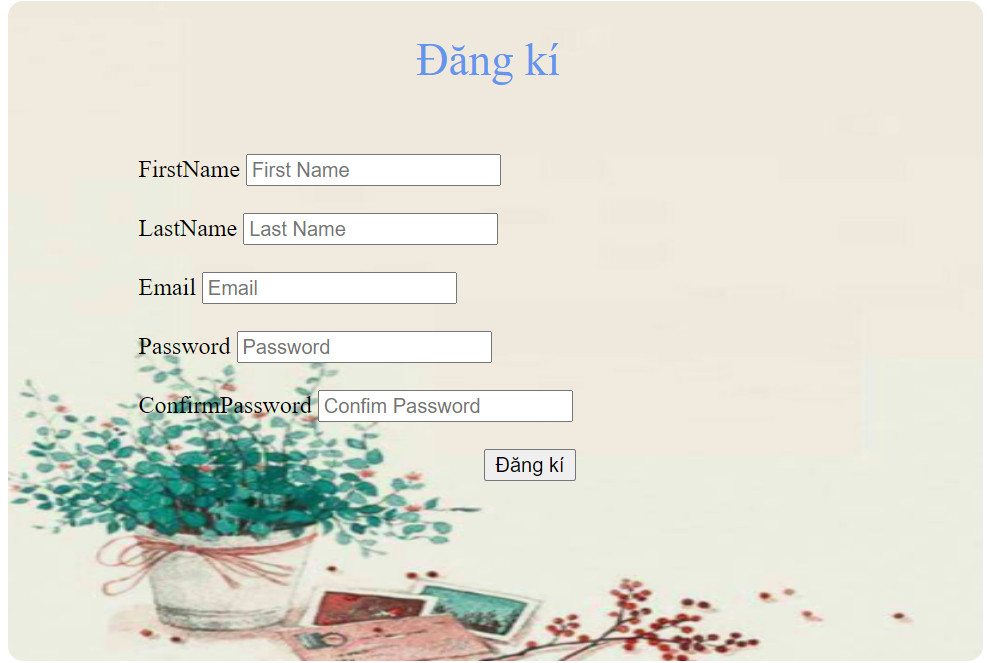 Đăng kí
FirstName First Name
LastName Last Name
Email Email
Password Password
ConfirmPassword Confim Password
Đăng kí